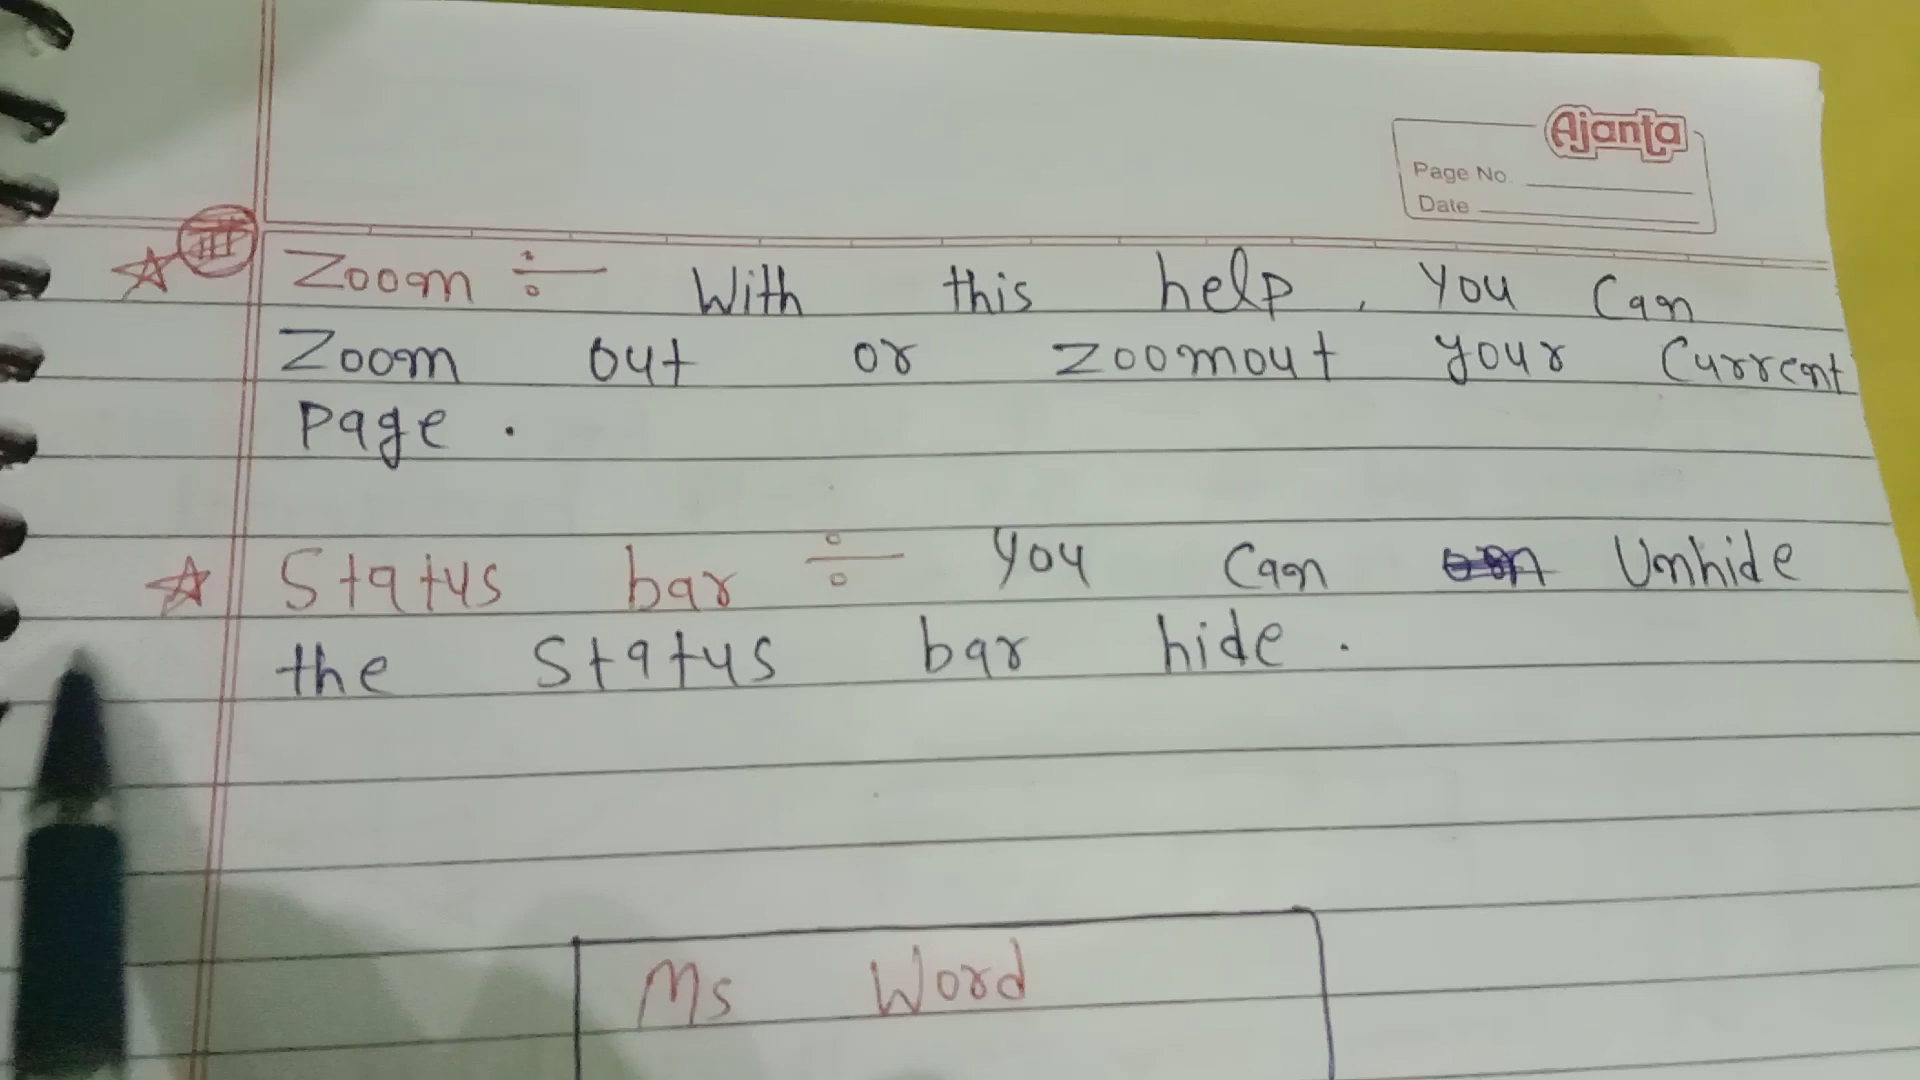 Ajanta
Page No.
Date
Zoom ÷ With this help, you can
Zoom out or zoomout your current
page.
Status bar ÷ you can Unhide
the status bar hide.
Ms Word